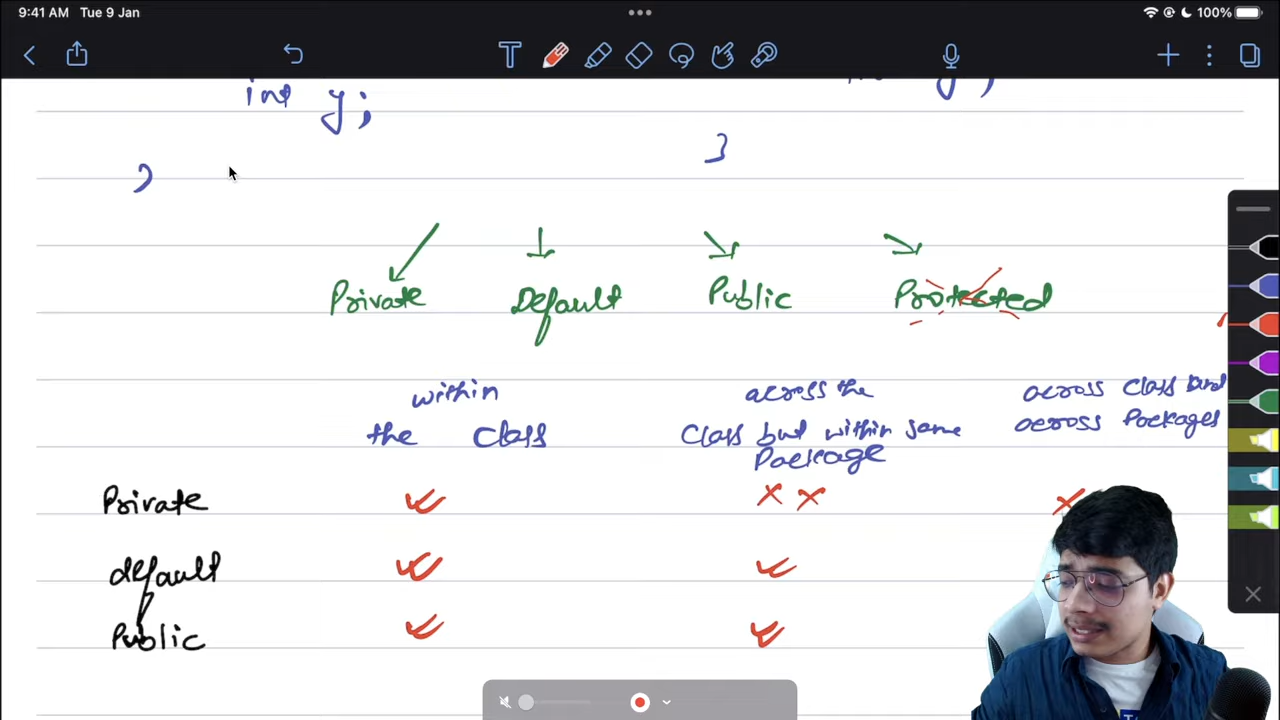 9:41 AM Tue 9 Jan
100%
int y;
Private Default Public Protected
within across the across class but
the class class but within same across Packages
Package
Private
default
Public